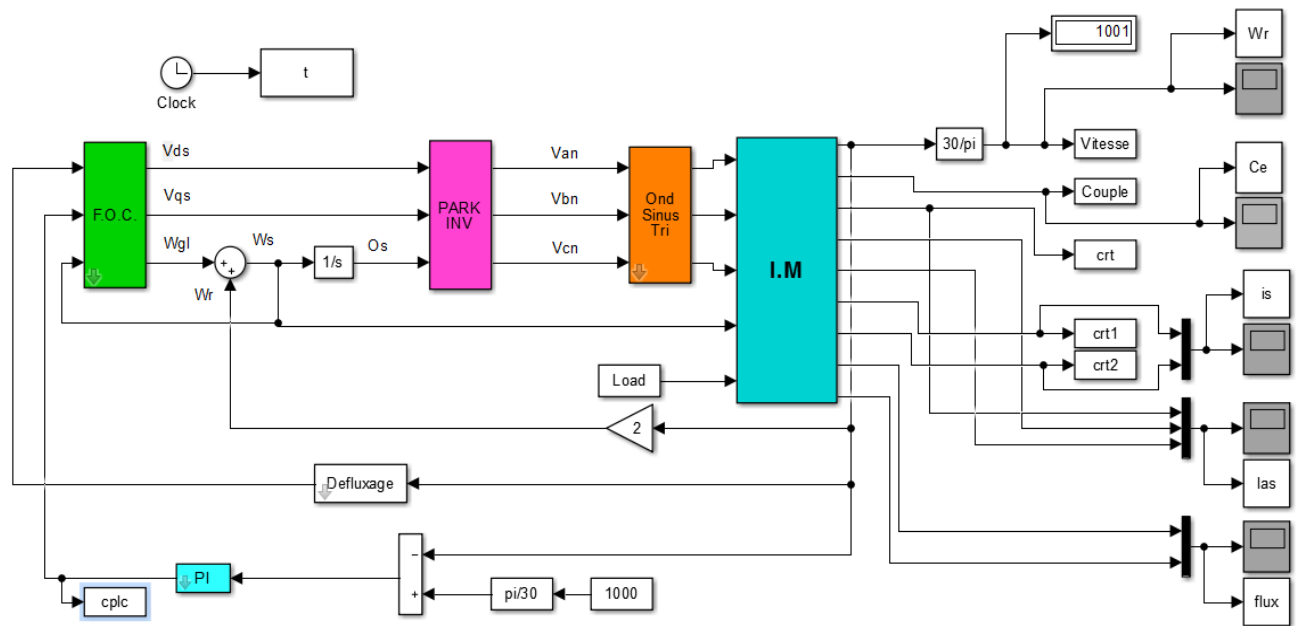 1001
Wr
t
Clock
Vds
Van
30/pi
Vitesse
F.O.C.
Vqs
PARK
INV
Vbn
Ond
Sinus
Tri
Ce
Couple
Wgl
Ws
1/s
Os
Vcn
I.M
crt
+
+
Wr
is
crt1
crt2
Load
2
Defluxage
Ias
−
PI
+
pi/30
1000
cplc
flux